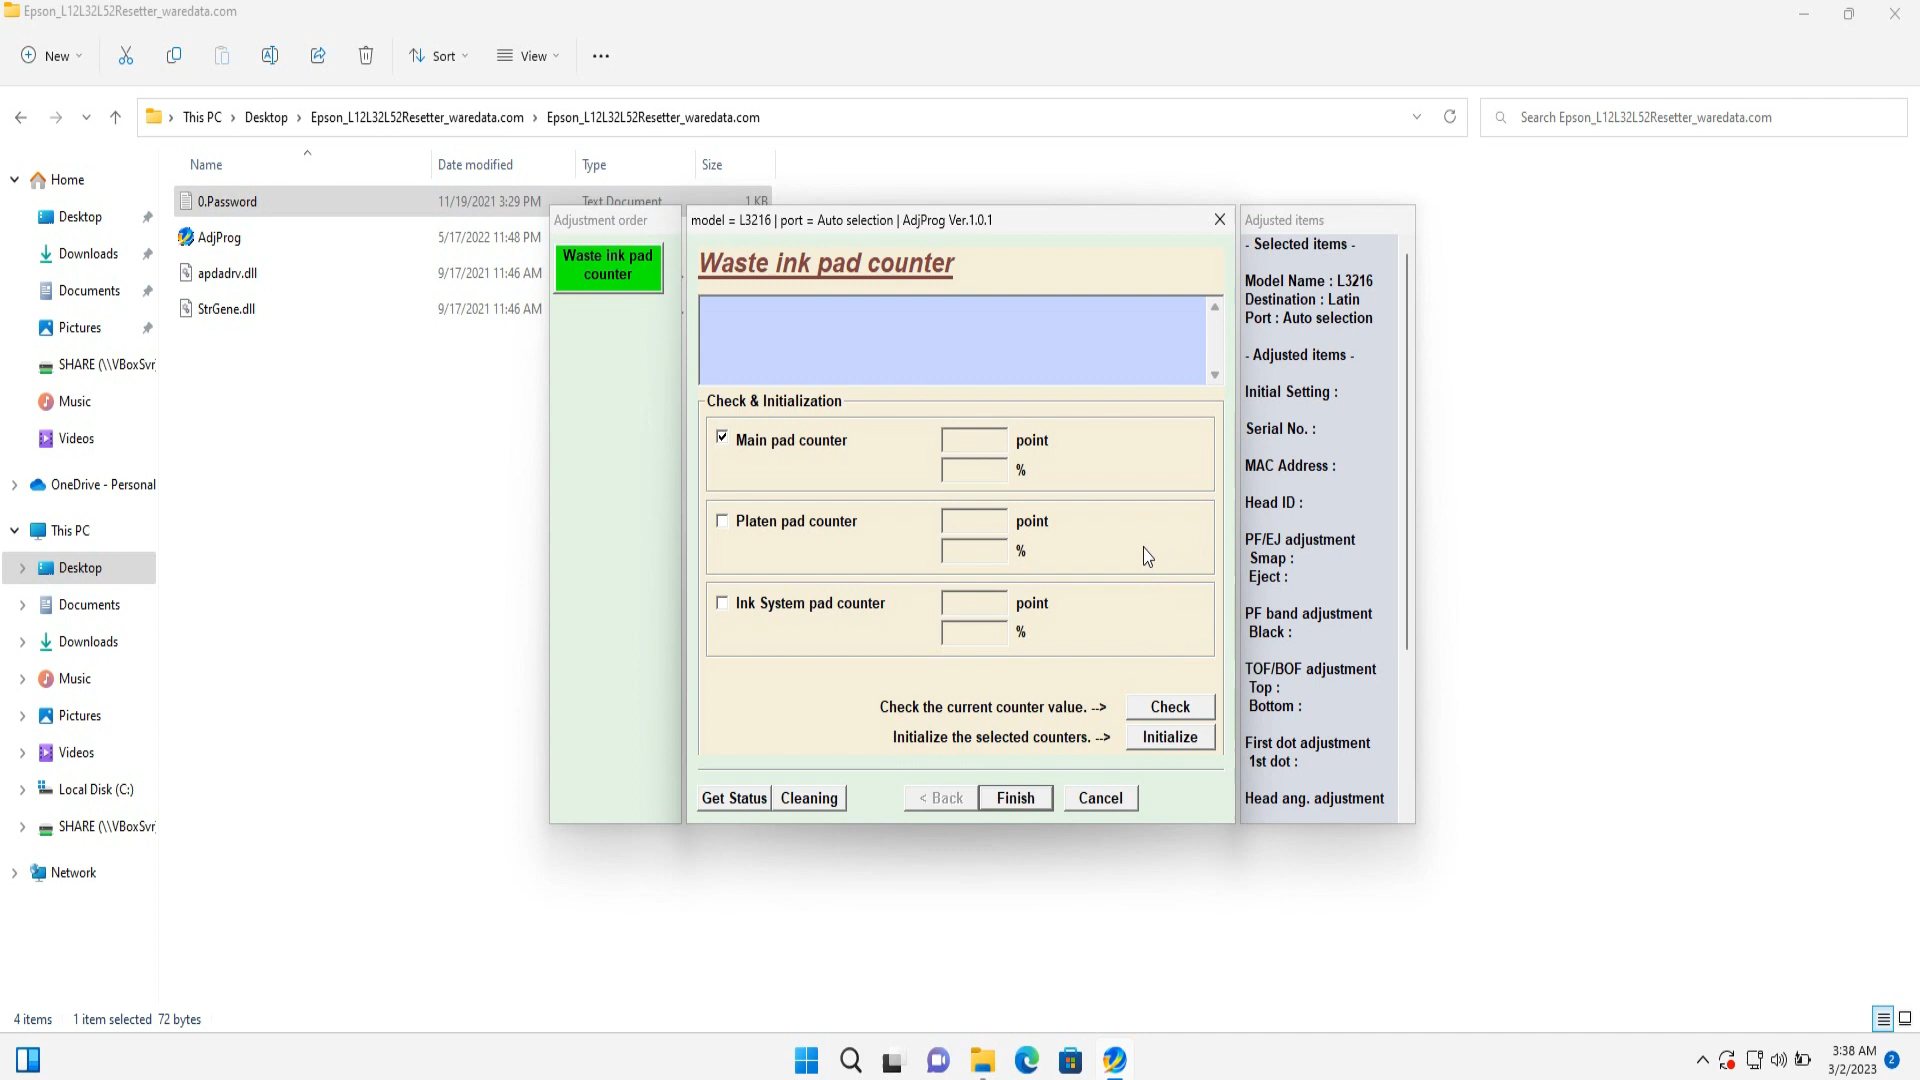 Epson_L12L32L52Resetter_waredata.com
New
Sort
View
This PC > Desktop > Epson_L12L32L52Resetter_waredata.com > Epson_L12L32L52Resetter_waredata.com
Search Epson_L12L32L52Resetter_waredata.com
Name Date modified Type Size
0.Password 11/19/2021 3:29 PM Text Document 1 KB
AdjProg 5/17/2022 11:48 PM
apdadrv.dll 9/17/2021 11:46 AM
StrGene.dll 9/17/2021 11:46 AM
Home
Desktop
Downloads
Documents
Pictures
SHARE (\\VBoxSvr
Music
Videos
OneDrive - Personal
This PC
Desktop
Documents
Downloads
Music
Pictures
Videos
Local Disk (C:)
SHARE (\\VBoxSvr
Network
Adjustment order
Waste ink pad
counter
model = L3216 | port = Auto selection | AdjProg Ver.1.0.1
Waste ink pad counter
Check & Initialization
Main pad counter point
%
Platen pad counter point
%
Ink System pad counter point
%
Check the current counter value. --> Check
Initialize the selected counters. --> Initialize
Get Status Cleaning < Back Finish Cancel
Adjusted items
- Selected items -
Model Name : L3216
Destination : Latin
Port : Auto selection
- Adjusted items -
Initial Setting :
Serial No. :
MAC Address :
Head ID :
PF/EJ adjustment
Smap :
Eject :
PF band adjustment
Black :
TOF/BOF adjustment
Top :
Bottom :
First dot adjustment
1st dot :
Head ang. adjustment
4 items 1 item selected 72 bytes
3:38 AM
3/2/2023
2